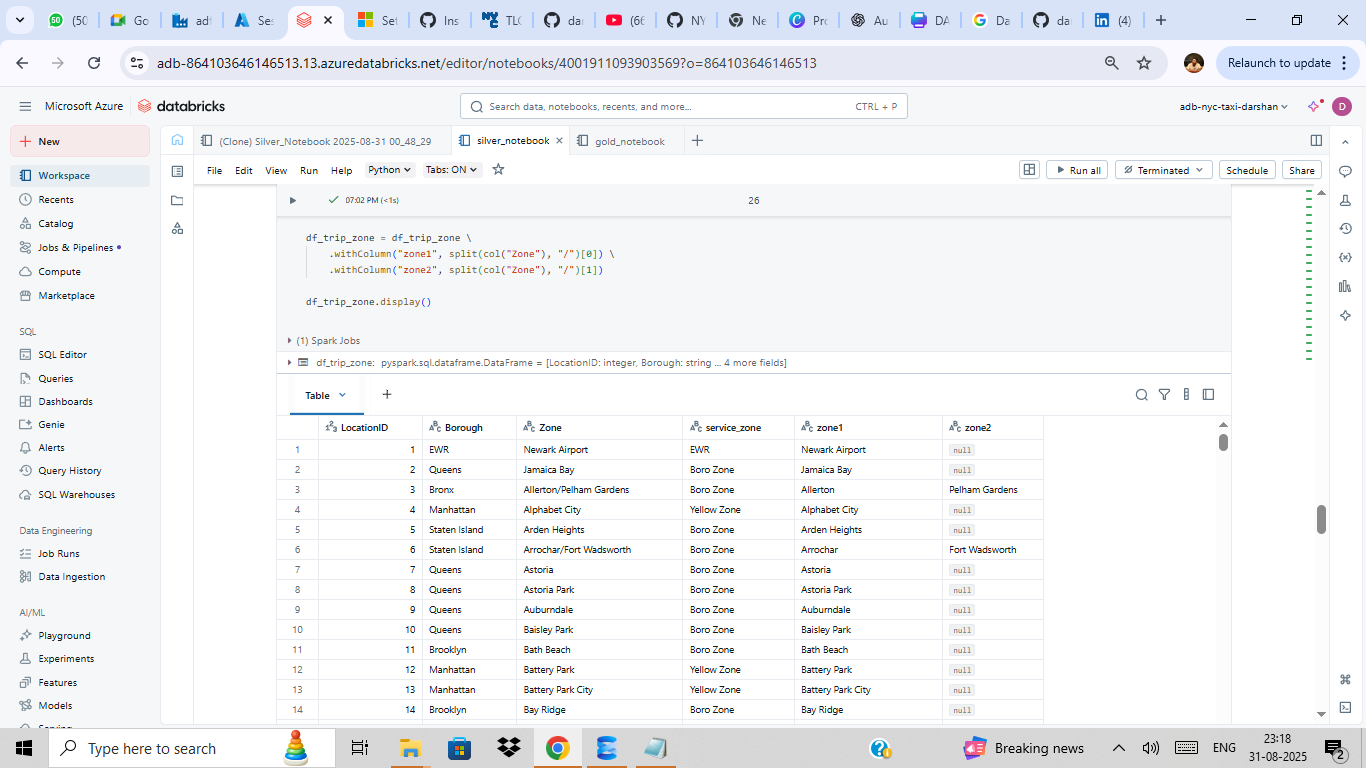 (50
Go
adf
Ses
Set
Ins
TLC
dar
(66
NY
Ne
Pro
Au
DA
Da
da
(4)
adb-864103646146513.13.azuredatabricks.net/editor/notebooks/4001911093903569?o=864103646146513
Relaunch to update
Microsoft Azure
databricks
Search data, notebooks, recents, and more...
CTRL + P
adb-nyc-taxi-darshan
D
New
(Clone) Silver_Notebook 2025-08-31 00_48_29
silver_notebook
gold_notebook
Workspace
Recents
Catalog
Jobs & Pipelines
Compute
Marketplace
SQL
SQL Editor
Queries
Dashboards
Genie
Alerts
Query History
SQL Warehouses
Data Engineering
Job Runs
Data Ingestion
AI/ML
Playground
Experiments
Features
Models
Serving
File Edit View Run Help Python Tabs: ON
Run all
Terminated
Schedule
Share
07:02 PM (<1s)
26
df_trip_zone = df_trip_zone \
.withColumn("zone1", split(col("Zone"), "/")[0]) \
.withColumn("zone2", split(col("Zone"), "/")[1])
df_trip_zone.display()
(1) Spark Jobs
df_trip_zone: pyspark.sql.dataframe.DataFrame = [LocationID: integer, Borough: string ... 4 more fields]
Table
LocationID Borough Zone service_zone zone1 zone2
1 1 EWR Newark Airport EWR Newark Airport null
2 2 Queens Jamaica Bay Boro Zone Jamaica Bay null
3 3 Bronx Allerton/Pelham Gardens Boro Zone Allerton Pelham Gardens
4 4 Manhattan Alphabet City Yellow Zone Alphabet City null
5 5 Staten Island Arden Heights Boro Zone Arden Heights null
6 6 Staten Island Arrochar/Fort Wadsworth Boro Zone Arrochar Fort Wadsworth
7 7 Queens Astoria Boro Zone Astoria null
8 8 Queens Astoria Park Boro Zone Astoria Park null
9 9 Queens Auburndale Boro Zone Auburndale null
10 10 Queens Baisley Park Boro Zone Baisley Park null
11 11 Brooklyn Bath Beach Boro Zone Bath Beach null
12 12 Manhattan Battery Park Yellow Zone Battery Park null
13 13 Manhattan Battery Park City Yellow Zone Battery Park City null
14 14 Brooklyn Bay Ridge Boro Zone Bay Ridge null
Type here to search
Breaking news
ENG
23:18
31-08-2025
2